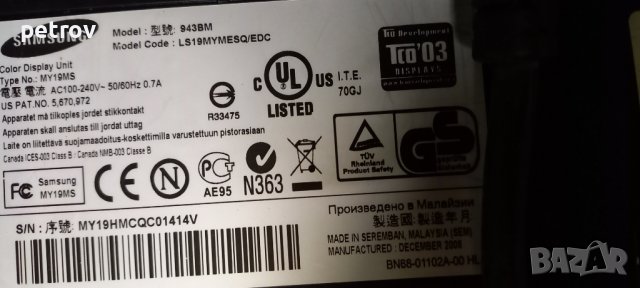 petrov
SAMSUNG
Model : 型號: 943BM
Model Code : LS19MYMESQ/EDC
Color Display Unit
Type No.: MY19MS
電壓 電流 AC100-240V~ 50/60Hz 0.7A
US PAT NO. 5,670,972
Apparatet må tilkoples jordet stikkontakt
Apparaten skall anslutas till jordat uttag
on liitettävä suojamaadoitus-koskettimilla varustettuun pistorasiaan
Canada ICES-003 Class B : Canada NMB-003 Classe B
R33475
C UL US
LISTED
I.T.E.
70GJ
TCO Development
TCO'03
DISPLAYS
FC
Samsung
MY19MS
CE
N
PG
AE95
N363
TÜV
Rheinland
Product Safety
GS
S/N : 序號: MY19HMCQC01414V
Произведено в Малайзии
製造國 : 製造年月
MADE IN SEREMBAN, MALAYSIA (SEM)
MANUFACTURED : DECEMBER 2005
BN68-01102A-00 HL
BAZAR